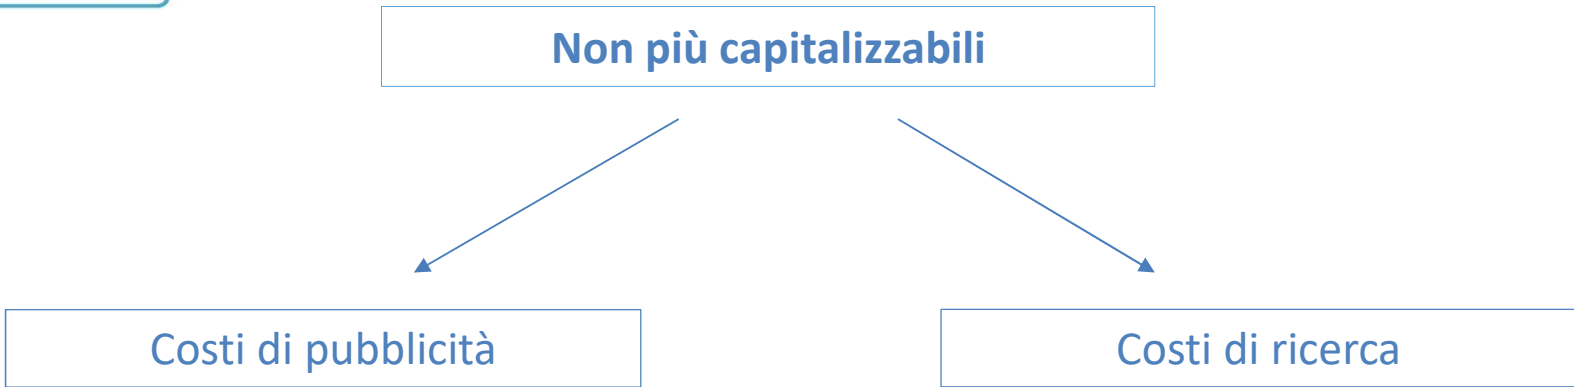 Non più capitalizzabili
Costi di pubblicità
Costi di ricerca